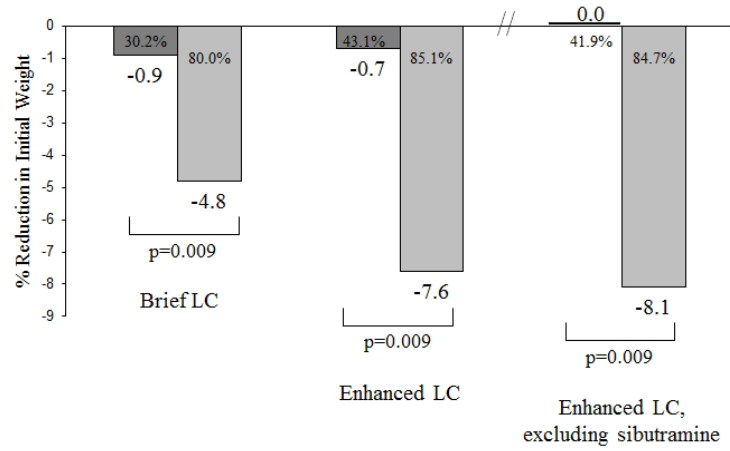 % Reduction in Initial Weight
0
-1
-2
-3
-4
-5
-6
-7
-8
-9
30.2%
80.0%
-0.9
-4.8
p=0.009
Brief LC
43.1%
85.1%
-0.7
-7.6
p=0.009
Enhanced LC
//
0.0
41.9%
84.7%
-8.1
p=0.009
Enhanced LC,
excluding sibutramine